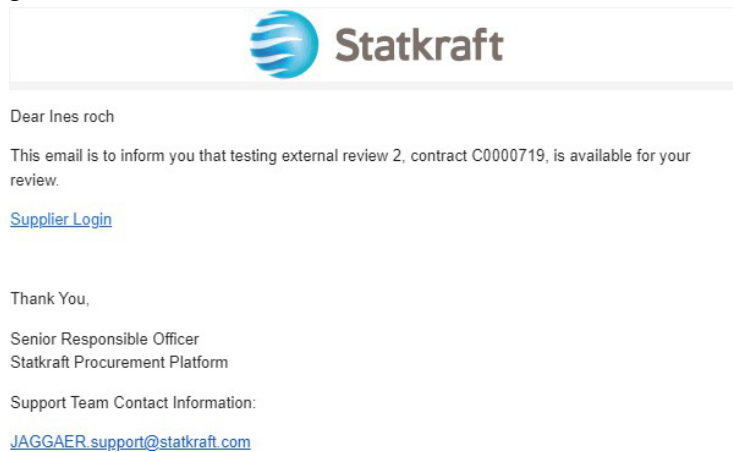 Statkraft
Dear Ines roch
This email is to inform you that testing external review 2, contract C0000719, is available for your
review.
Supplier Login
Thank You,
Senior Responsible Officer
Statkraft Procurement Platform
Support Team Contact Information:
JAGGAER.support@statkraft.com